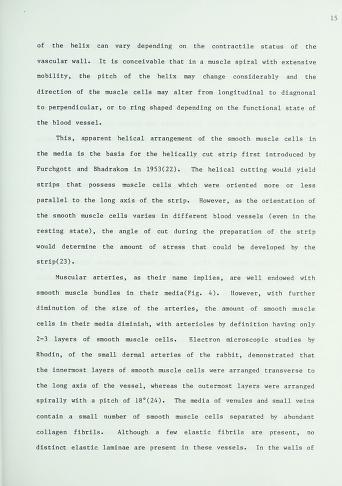 15
of the helix can vary depending on the contractile status of the
vascular wall. It is conceivable that in a muscle spiral with extensive
mobility, the pitch of the helix may change considerably and the
direction of the muscle cells may alter from longitudinal to diagnonal
to perpendicular, or to ring shaped depending on the functional state of
the blood vessel.
This, apparent helical arrangement of the smooth muscle cells in
the media is the basis for the helically cut strip first introduced by
Furchgott and Bhadrakom in 1953(22). The helical cutting would yield
strips that possess muscle cells which were oriented more or less
parallel to the long axis of the strip. However, as the orientation of
the smooth muscle cells varies in different blood vessels (even in the
resting state), the angle of cut during the preparation of the strip
would determine the amount of stress that could be developed by the
strip(23).
Muscular arteries, as their name implies, are well endowed with
smooth muscle bundles in their media(Fig. 4). However, with further
diminution of the size of the arteries, the amount of smooth muscle
cells in their media diminish, with arterioles by definition having only
2-3 layers of smooth muscle cells. Electron microscopic studies by
Rhodin, of the small dermal arteries of the rabbit, demonstrated that
the innermost layers of smooth muscle cells were arranged transverse to
the long axis of the vessel, whereas the outermost layers were arranged
spirally with a pitch of 18°(24). The media of venules and small veins
contain a small number of smooth muscle cells separated by abundant
collagen fibrils. Although a few elastic fibrils are present, no
distinct elastic laminae are present in these vessels. In the walls of